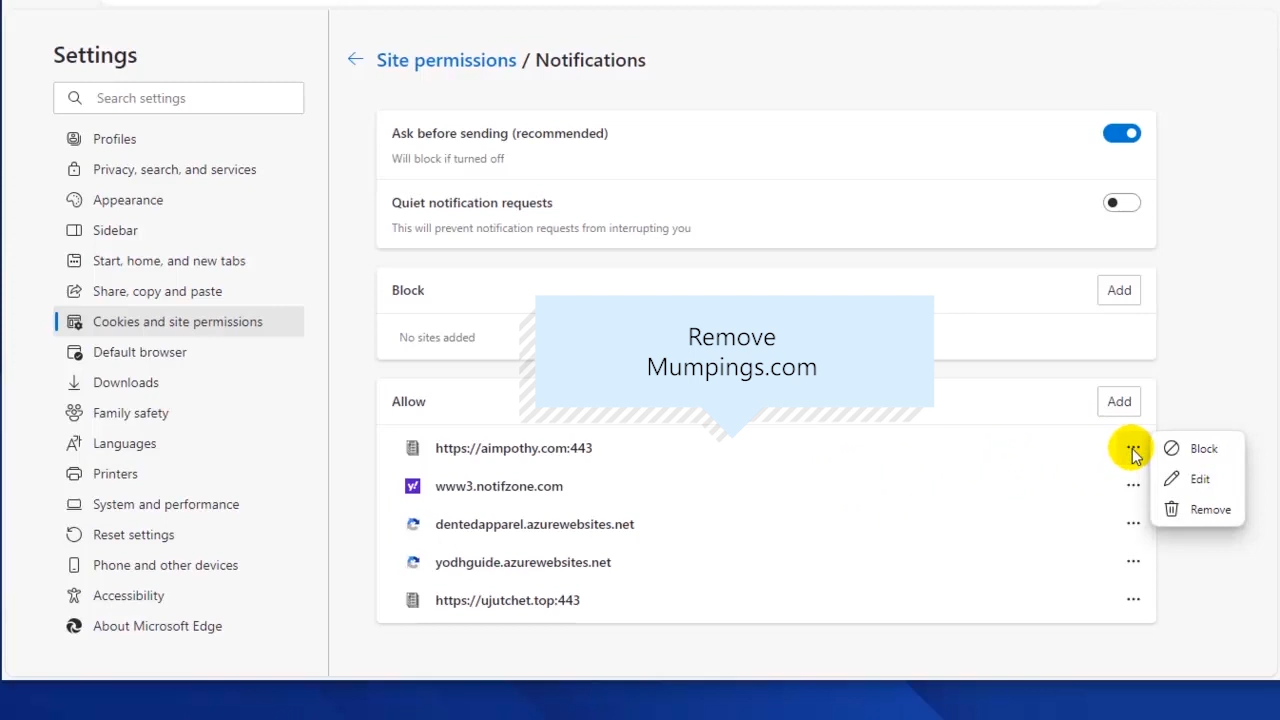 Settings
Search settings
Profiles
Privacy, search, and services
Appearance
Sidebar
Start, home, and new tabs
Share, copy and paste
Cookies and site permissions
Default browser
Downloads
Family safety
Languages
Printers
System and performance
Reset settings
Phone and other devices
Accessibility
About Microsoft Edge
Site permissions / Notifications
Ask before sending (recommended)
Will block if turned off
Quiet notification requests
This will prevent notification requests from interrupting you
Block
Add
No sites added
Remove
Mumpings.com
Allow
Add
https://aimpothy.com:443
www3.notifzone.com
dentedapparel.azurewebsites.net
yodhguide.azurewebsites.net
https://ujutchet.top:443
Block
Edit
Remove